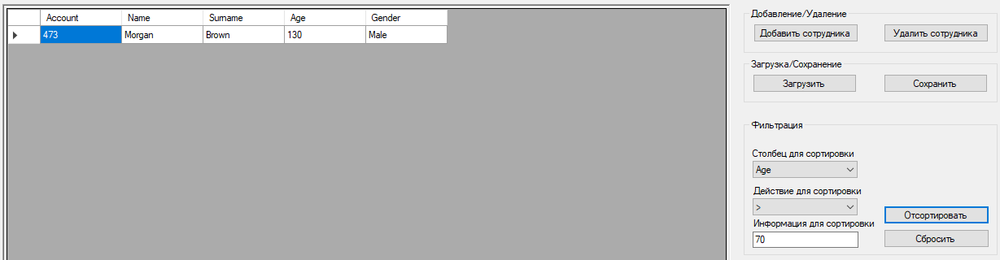 Account Name Surname Age Gender
473 Morgan Brown 130 Male
Добавление/Удаление
Добавить сотрудника Удалить сотрудника
Загрузка/Сохранение
Загрузить Сохранить
Фильтрация
Столбец для сортировки
Age
Действие для сортировки
>
Отсортировать
Информация для сортировки
70
Сбросить